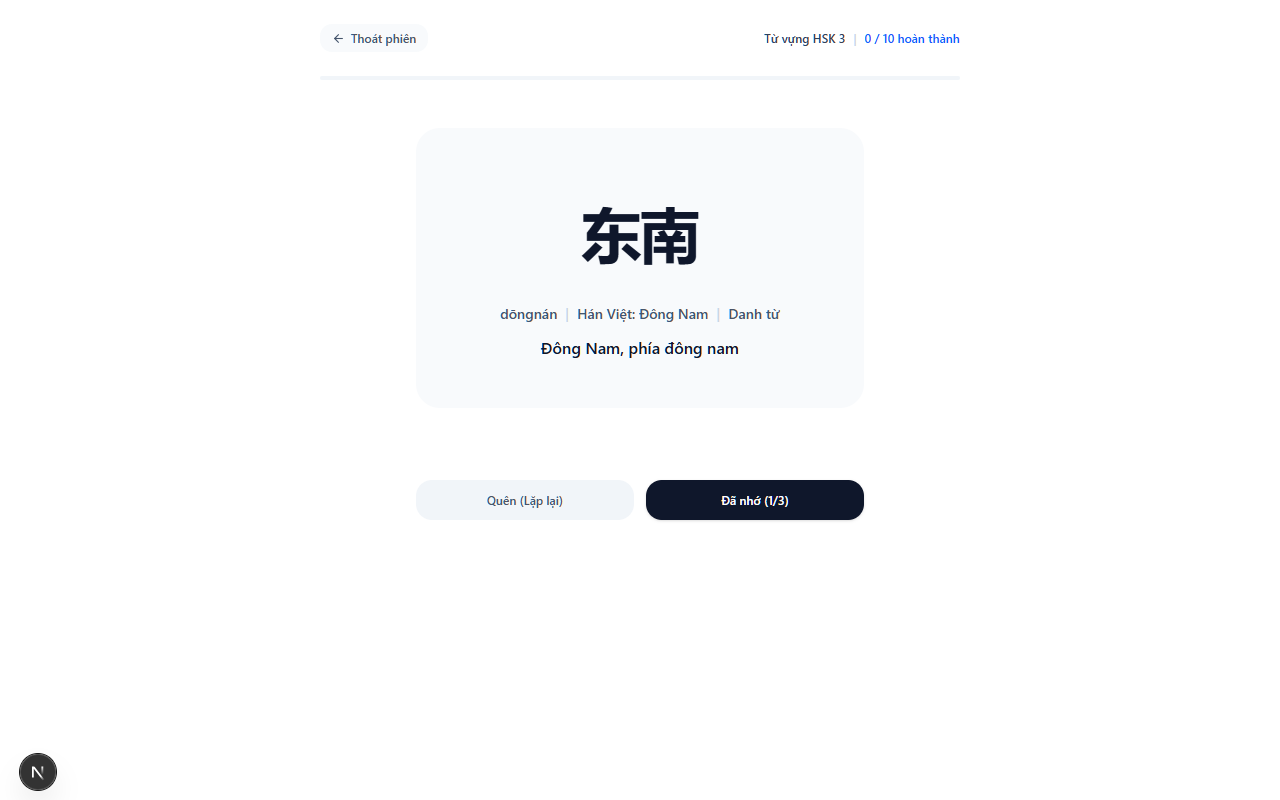 ← Thoát phiên
Từ vựng HSK 3 | 0 / 10 hoàn thành
东南
dōngnán | Hán Việt: Đông Nam | Danh từ
Đông Nam, phía đông nam
Quên (Lặp lại)
Đã nhớ (1/3)
N